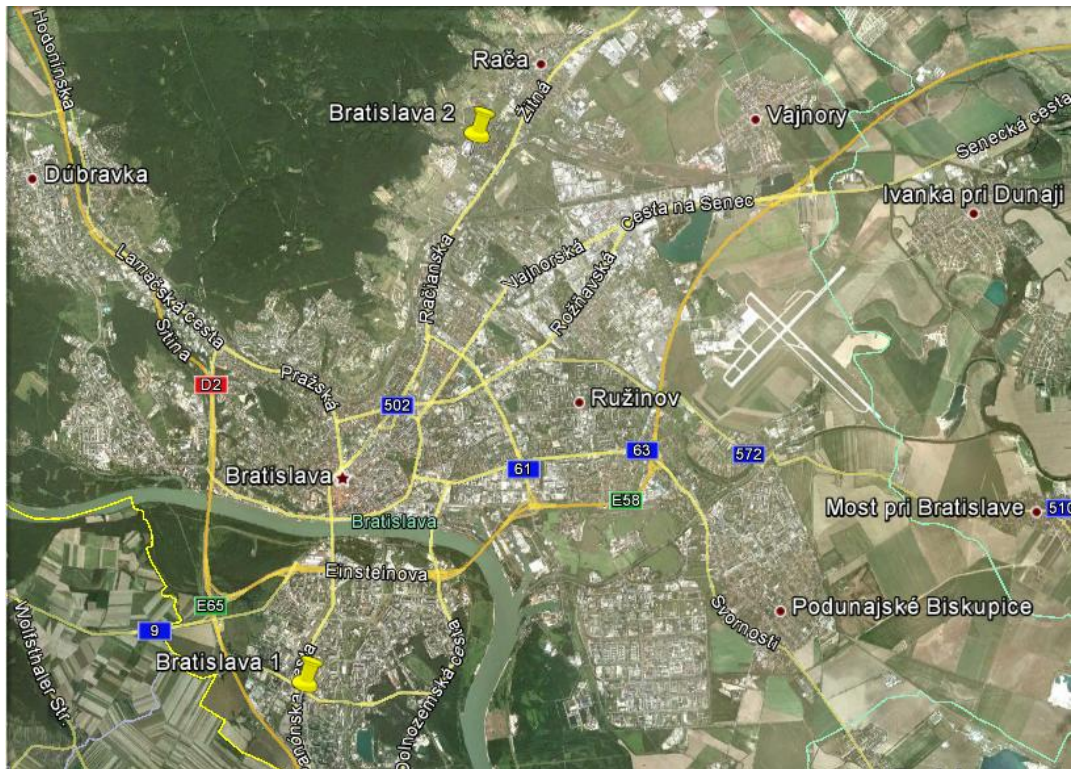 Hodonínska
Rača
Žitná
Bratislava 2
Vajnory
Senecká cesta
Dúbravka
Cesta na Senec
Ivanka pri Dunaji
Lamačská cesta
Račianska
Vajnorská
Rožňavská
Sitina
Pražská
D2
502
Ružinov
63
572
61
Bratislava
E58
Most pri Bratislave
510
Bratislava
Einsteinova
E65
Podunajské Biskupice
9
Svornosti
Wolfsthaler-Str.
Bratislava 1
Dolnozemská cesta